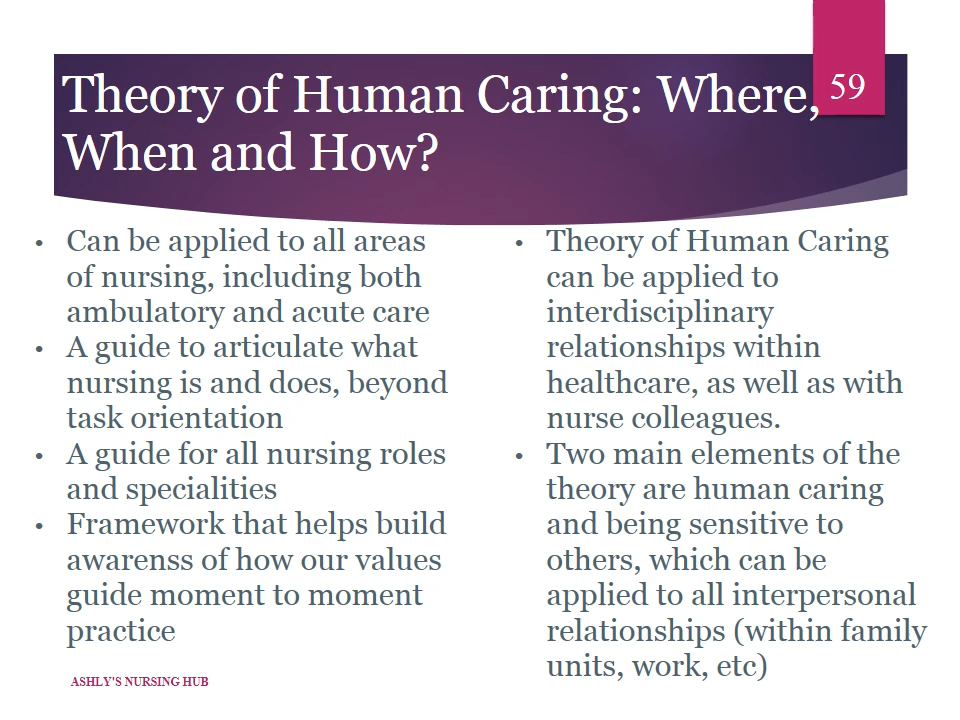 Theory of Human Caring: Where,
When and How?
59
• Can be applied to all areas
of nursing, including both
ambulatory and acute care
• A guide to articulate what
nursing is and does, beyond
task orientation
• A guide for all nursing roles
and specialities
• Framework that helps build
awarenss of how our values
guide moment to moment
practice
• Theory of Human Caring
can be applied to
interdisciplinary
relationships within
healthcare, as well as with
nurse colleagues.
• Two main elements of the
theory are human caring
and being sensitive to
others, which can be
applied to all interpersonal
relationships (within family
units, work, etc)
ASHLY'S NURSING HUB